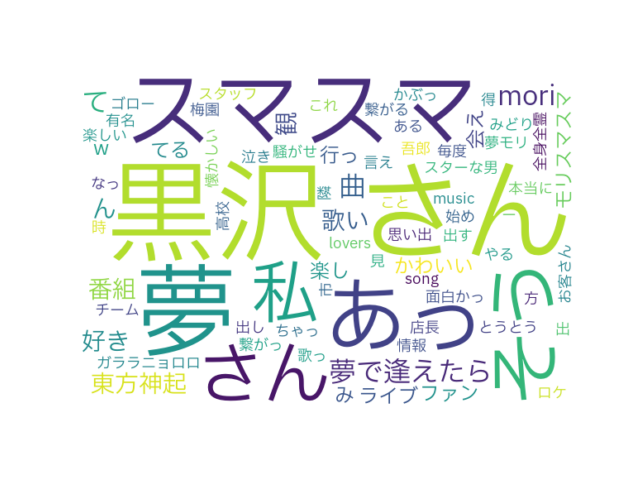 スマスマ
mori
て
ゴロー
スタッフ
梅園
有名
楽しい
w
てる
懐かしい
なっ
ん
時
番組
チーム
好き
ガララニョロロ
東方神起
高校
泣き
騒がせ
これ
観
かぶっ
繋がる
ある
吾郎
毎度
会え
得
みどり
夢モリ
全身全霊
モリスマスマ
スターな男
行っ
言え
曲
歌い
黒沢
さん
music
始め
本当に
lovers
思い出
出す
やる
お客さん
夢
私
あっ
そう
こと
見
かわいい
楽し
市
song
面白かっ
方
出
出し
ちゃっ
繋がっ
歌っ
店長
とうとう
情報
さん
夢で逢えたら
み
ライブ
ファン
ロケ